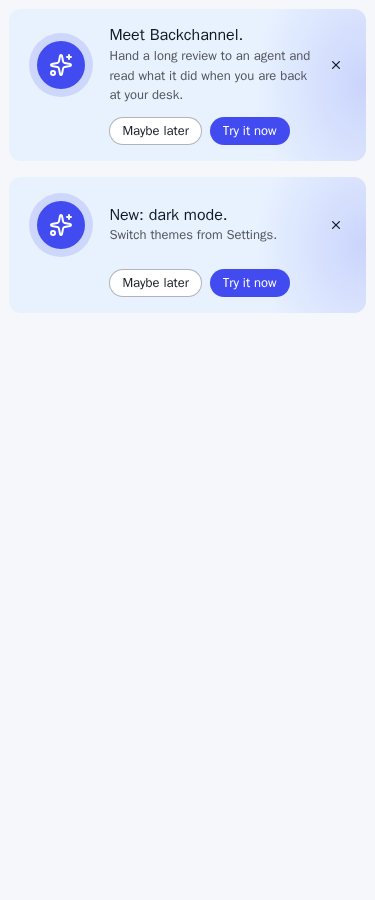 Meet Backchannel.
Hand a long review to an agent and
read what it did when you are back
at your desk.
Maybe later
Try it now
New: dark mode.
Switch themes from Settings.
Maybe later
Try it now